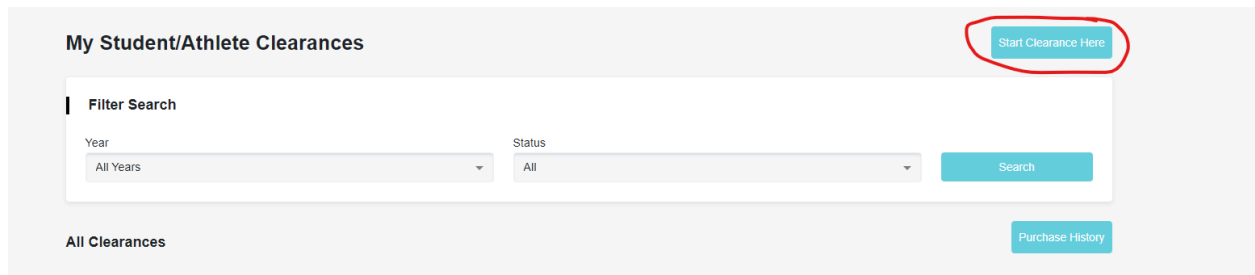 My Student/Athlete Clearances
Start Clearance Here
Filter Search
Year
Status
All Years
All
Search
All Clearances
Purchase History